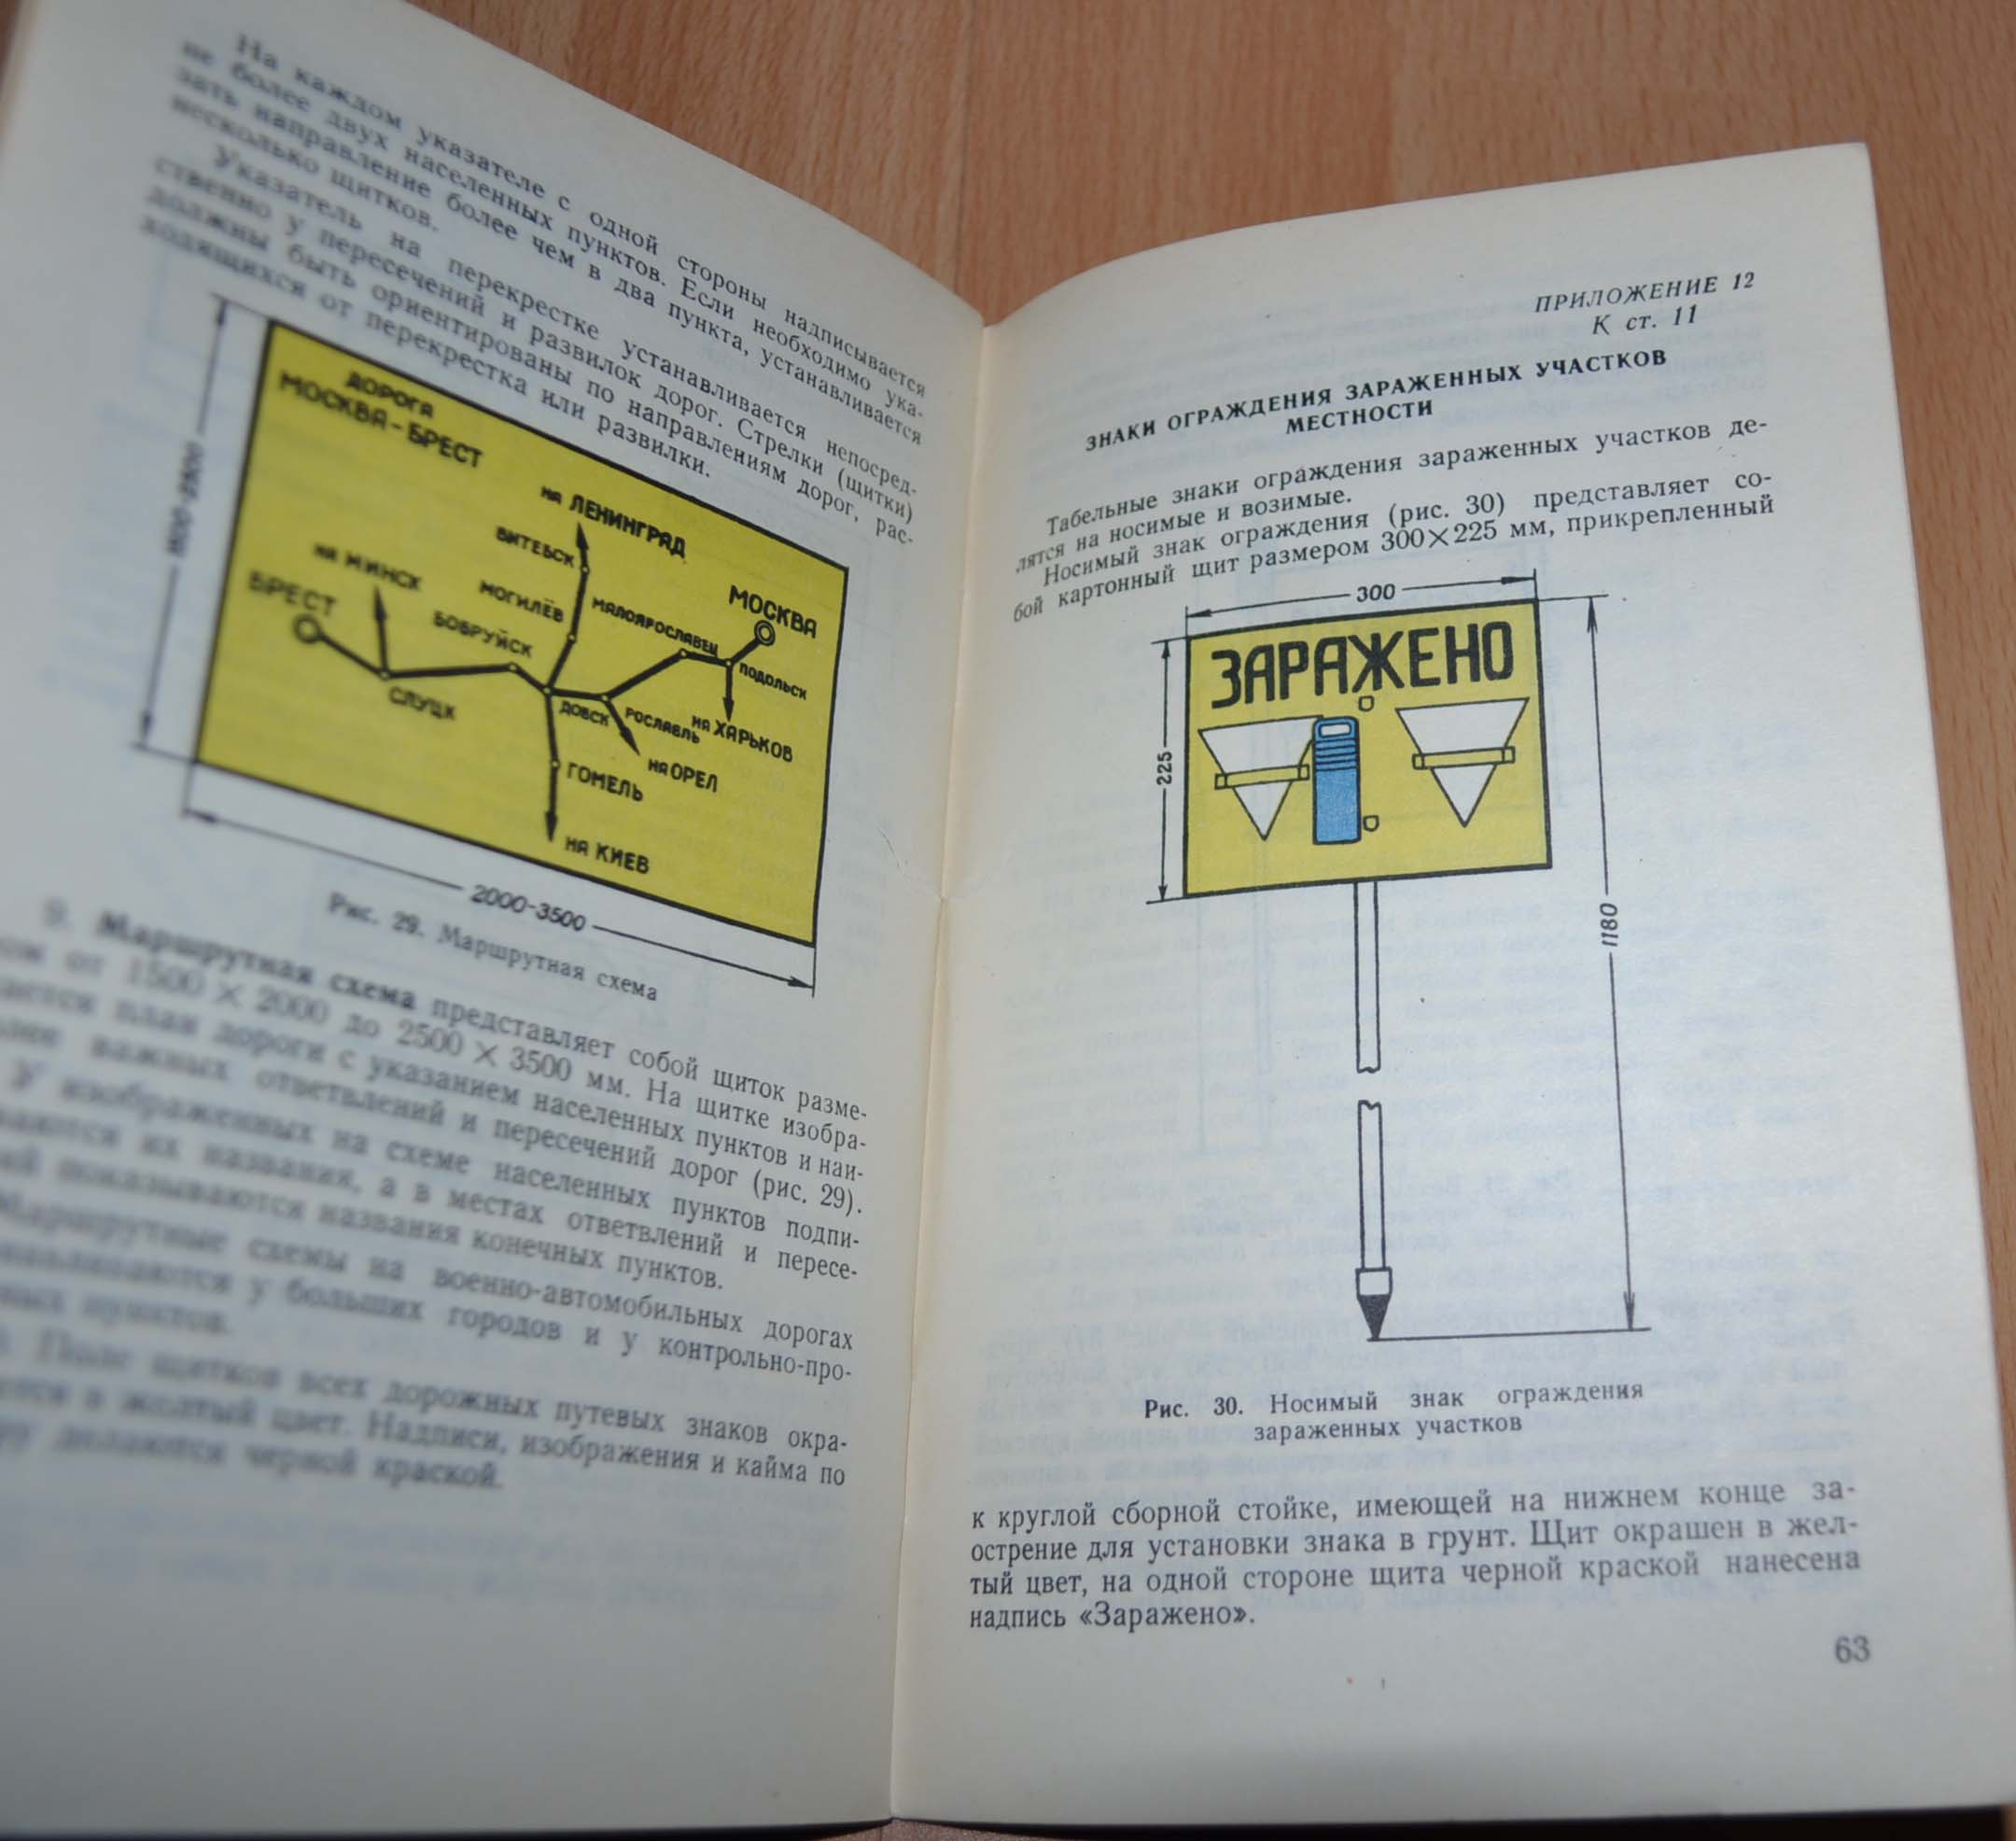 На каждом указателе с одной стороны надписывается
не более двух населенных пунктов. Если необходимо ука-
зать направление более чем в два пункта, устанавливается
несколько щитков.
Указатель на перекрестке устанавливается непосред-
ственно у пересечений и развилок дорог. Стрелки (щитки)
должны быть ориентированы по направлениям дорог, рас-
ходящихся от перекрестка или развилки.
ДОРОГА
МОСКВА-БРЕСТ
НА ЛЕНИНГРАД
ВИТЕБСК
НА МИНСК
МОГИЛЁВ
МАЛОЯРОСЛАВЕЦ
МОСКВА
БРЕСТ
БОБРУЙСК
ПОДОЛЬСК
СЛУЦК
ДОВСК
РОСЛАВЛЬ
НА ХАРЬКОВ
НА ОРЕЛ
ГОМЕЛЬ
НА КИЕВ
2000-3500
Рис. 29. Маршрутная схема
9. Маршрутная схема представляет собой щиток разме-
ром от 1500 × 2000 до 2500 × 3500 мм. На щитке изобра-
жается план дороги с указанием населенных пунктов и наи-
более важных ответвлений и пересечений дорог (рис. 29).
У изображенных на схеме населенных пунктов подпи-
их названия, а в местах ответвлений и пересе-
показываются названия конечных пунктов.
Маршрутные схемы на военно-автомобильных дорогах
у больших городов и у контрольно-про-
пунктов.
Поле щитков всех дорожных путевых знаков окра-
в желтый цвет. Надписи, изображения и кайма по
делаются черной краской.
ПРИЛОЖЕНИЕ 12
К ст. 11
ЗНАКИ ОГРАЖДЕНИЯ ЗАРАЖЕННЫХ УЧАСТКОВ
МЕСТНОСТИ
Табельные знаки ограждения зараженных участков де-
лятся на носимые и возимые.
Носимый знак ограждения (рис. 30) представляет со-
бой картонный щит размером 300×225 мм, прикрепленный
300
ЗАРАЖЕНО
225
1180
Рис. 30. Носимый знак ограждения
зараженных участков
к круглой сборной стойке, имеющей на нижнем конце за-
острение для установки знака в грунт. Щит окрашен в жел-
тый цвет, на одной стороне щита черной краской нанесена
надпись «Заражено».
63